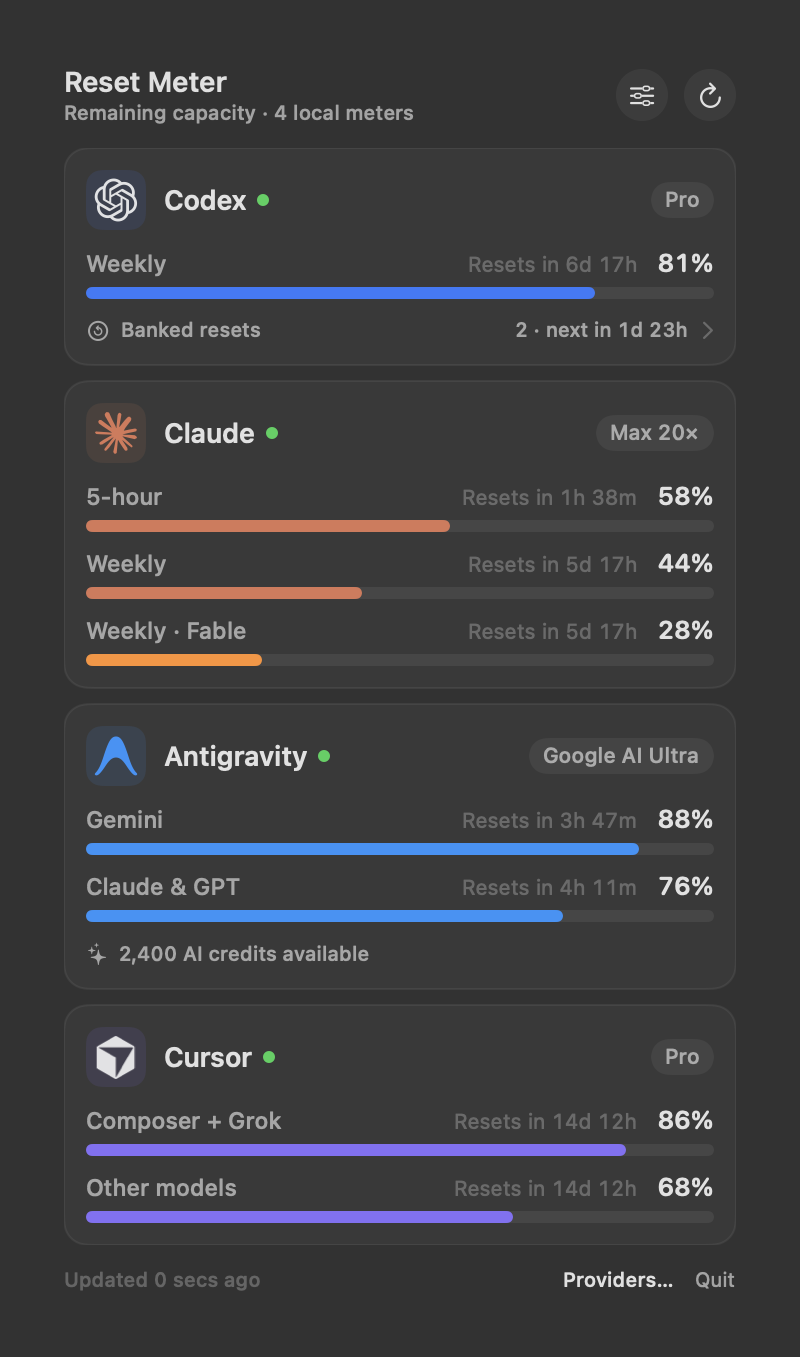 Reset Meter
Remaining capacity · 4 local meters
Codex
Pro
Weekly Resets in 6d 17h 81%
Banked resets 2 · next in 1d 23h
Claude
Max 20×
5-hour Resets in 1h 38m 58%
Weekly Resets in 5d 17h 44%
Weekly · Fable Resets in 5d 17h 28%
Antigravity
Google AI Ultra
Gemini Resets in 3h 47m 88%
Claude & GPT Resets in 4h 11m 76%
2,400 AI credits available
Cursor
Pro
Composer + Grok Resets in 14d 12h 86%
Other models Resets in 14d 12h 68%
Updated 0 secs ago Providers... Quit